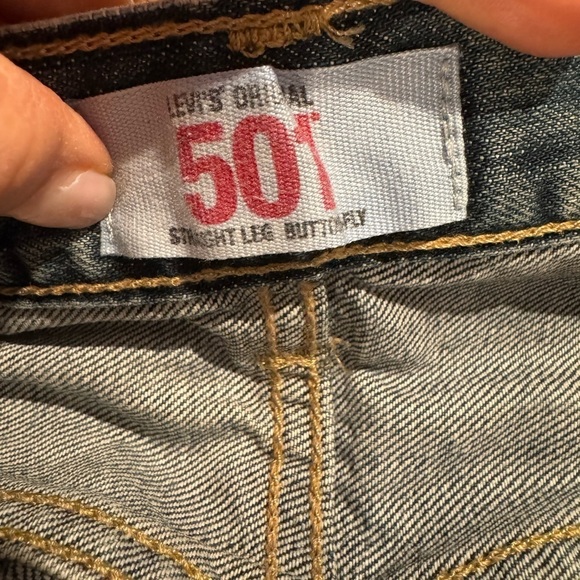 LEVI'S ORIGINAL
501
STRAIGHT LEG BUTTONFLY